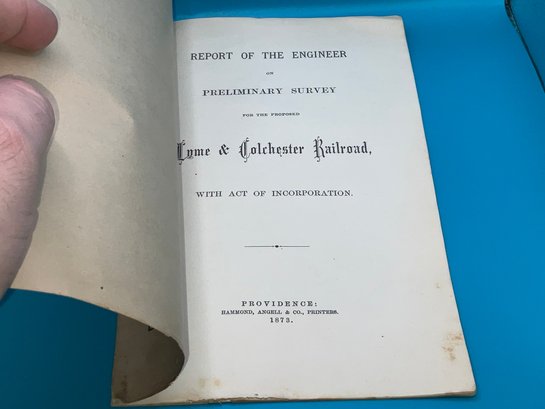 REPORT OF THE ENGINEER
ON
PRELIMINARY SURVEY
FOR THE PROPOSED
Lyme & Colchester Railroad,
WITH ACT OF INCORPORATION.
PROVIDENCE:
HAMMOND, ANGELL & CO., PRINTERS.
1873.